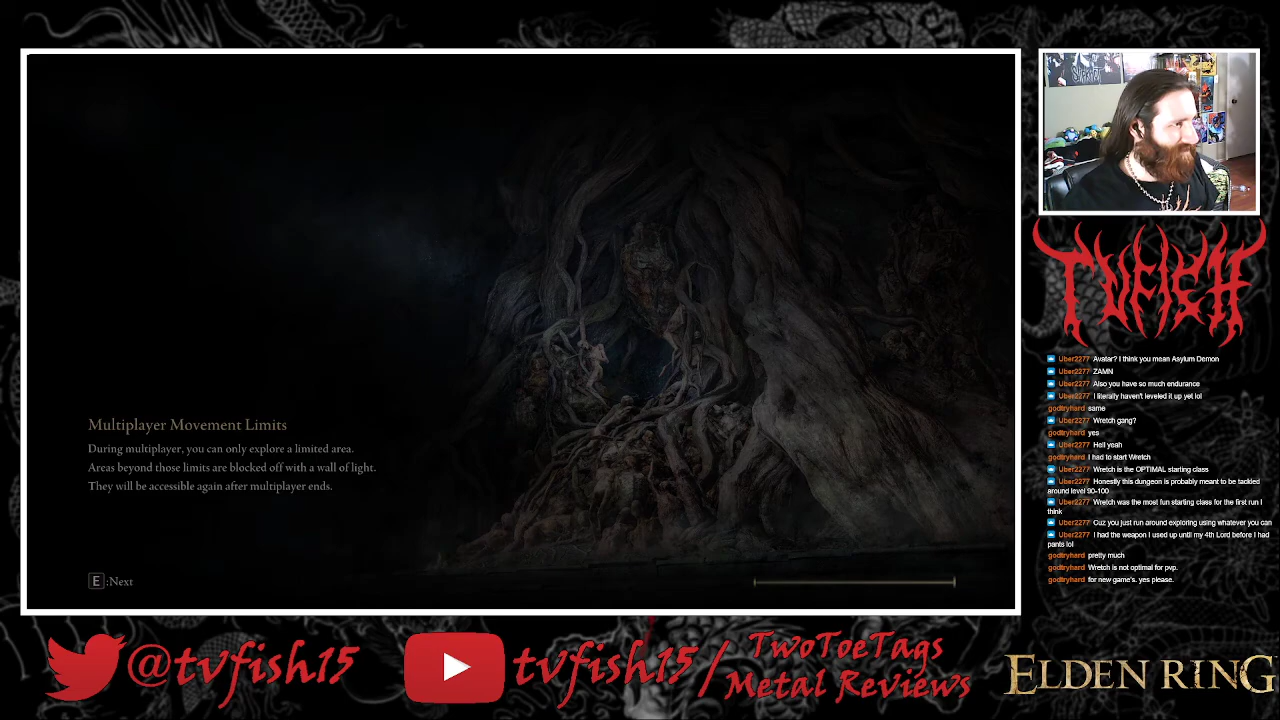 Multiplayer Movement Limits
During multiplayer, you can only explore a limited area.
Areas beyond those limits are blocked off with a wall of light.
They will be accessible again after multiplayer ends.
E :Next
TVFISH
Uber2277 Avatar? I think you mean Asylum Demon
Uber2277 ZAMN
Uber2277 Also you have so much endurance
Uber2277 I literally haven't leveled it up yet lol
godtryhard same
Uber2277 Wretch gang?
godtryhard yes
Uber2277 Hell yeah
godtryhard I had to start Wretch
Uber2277 Wretch is the OPTIMAL starting class
Uber2277 Honestly this dungeon is probably meant to be tackled
around level 90-100
Uber2277 Wretch was the most fun starting class for the first run I
think
Uber2277 Cuz you just run around exploring using whatever you can
Uber2277 I had the weapon I used up until my 4th Lord before I had
pants lol
godtryhard pretty much
godtryhard Wretch is not optimal for pvp.
godtryhard for new game's. yes please.
@tvfish15
tvfish15 / TwoToeTags
Metal Reviews
ELDEN RING